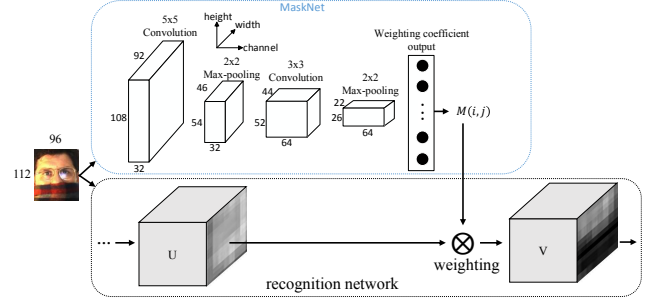 MaskNet
height
width
channel
5x5
Convolution
92
108
32
2x2
Max-pooling
46
54
32
3x3
Convolution
44
52
64
2x2
Max-pooling
22
26
64
Weighting coefficient
output
M(i,j)
96
112
...
U
weighting
V
recognition network